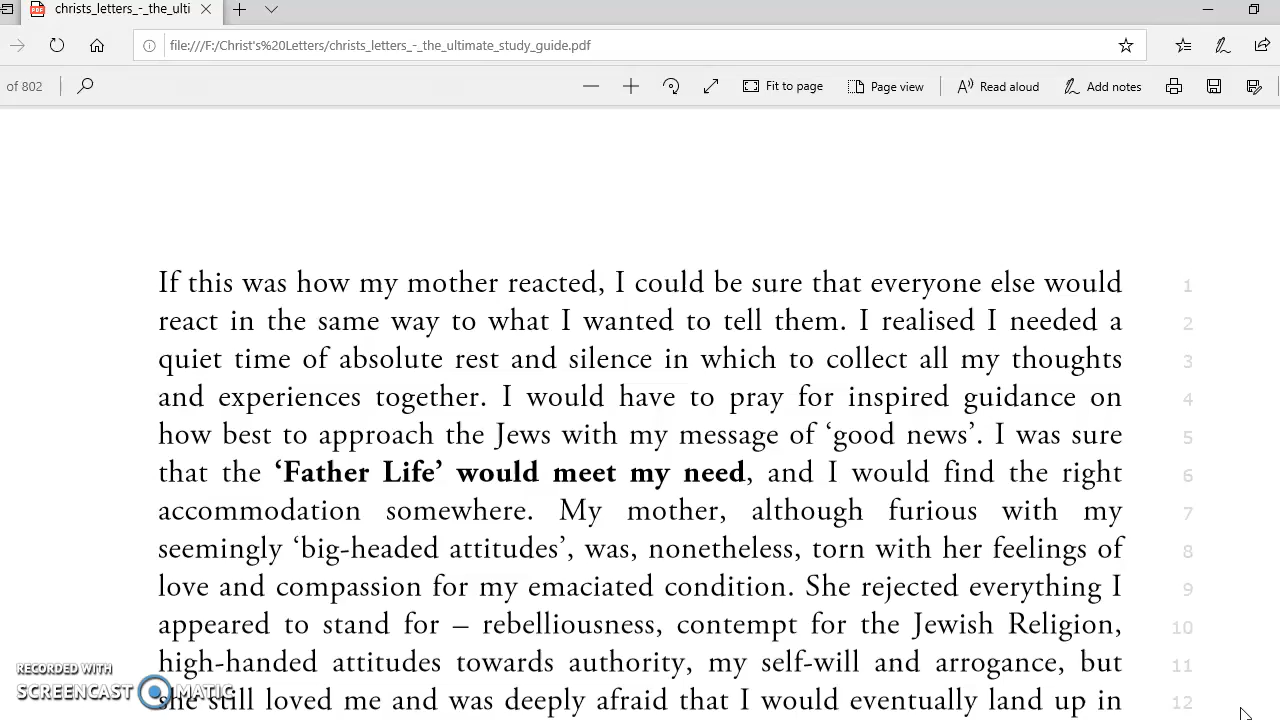 christs_letters_-_the_ulti
file:///F:/Christ's%20Letters/christs_letters_-_the_ultimate_study_guide.pdf
of 802 Fit to page Page view Read aloud Add notes
If this was how my mother reacted, I could be sure that everyone else would 1
react in the same way to what I wanted to tell them. I realised I needed a 2
quiet time of absolute rest and silence in which to collect all my thoughts 3
and experiences together. I would have to pray for inspired guidance on 4
how best to approach the Jews with my message of ‘good news’. I was sure 5
that the ‘Father Life’ would meet my need, and I would find the right 6
accommodation somewhere. My mother, although furious with my 7
seemingly ‘big-headed attitudes’, was, nonetheless, torn with her feelings of 8
love and compassion for my emaciated condition. She rejected everything I 9
appeared to stand for – rebelliousness, contempt for the Jewish Religion, 10
high-handed attitudes towards authority, my self-will and arrogance, but 11
she still loved me and was deeply afraid that I would eventually land up in 12
RECORDED WITH
SCREENCAST MATIC